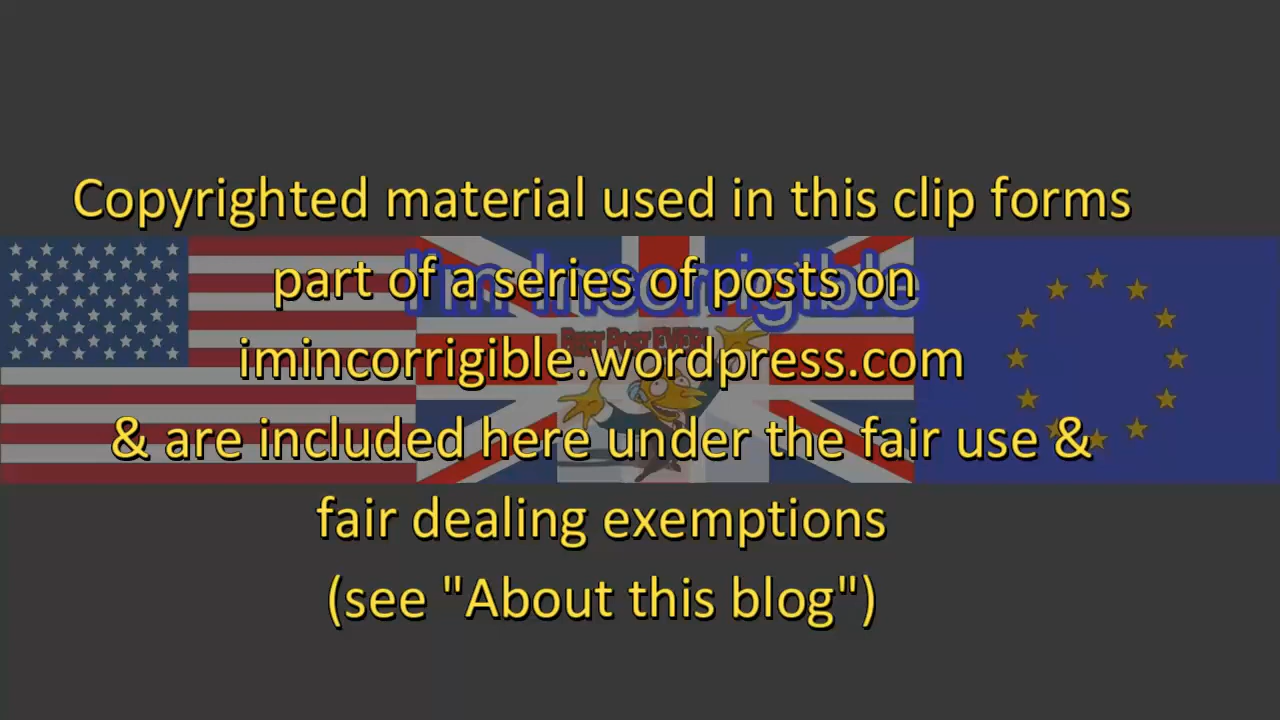 Copyrighted material used in this clip forms
part of a series of posts on
I'm Incorrigible
imincorrigible.wordpress.com
& are included here under the fair use &
fair dealing exemptions
(see "About this blog")